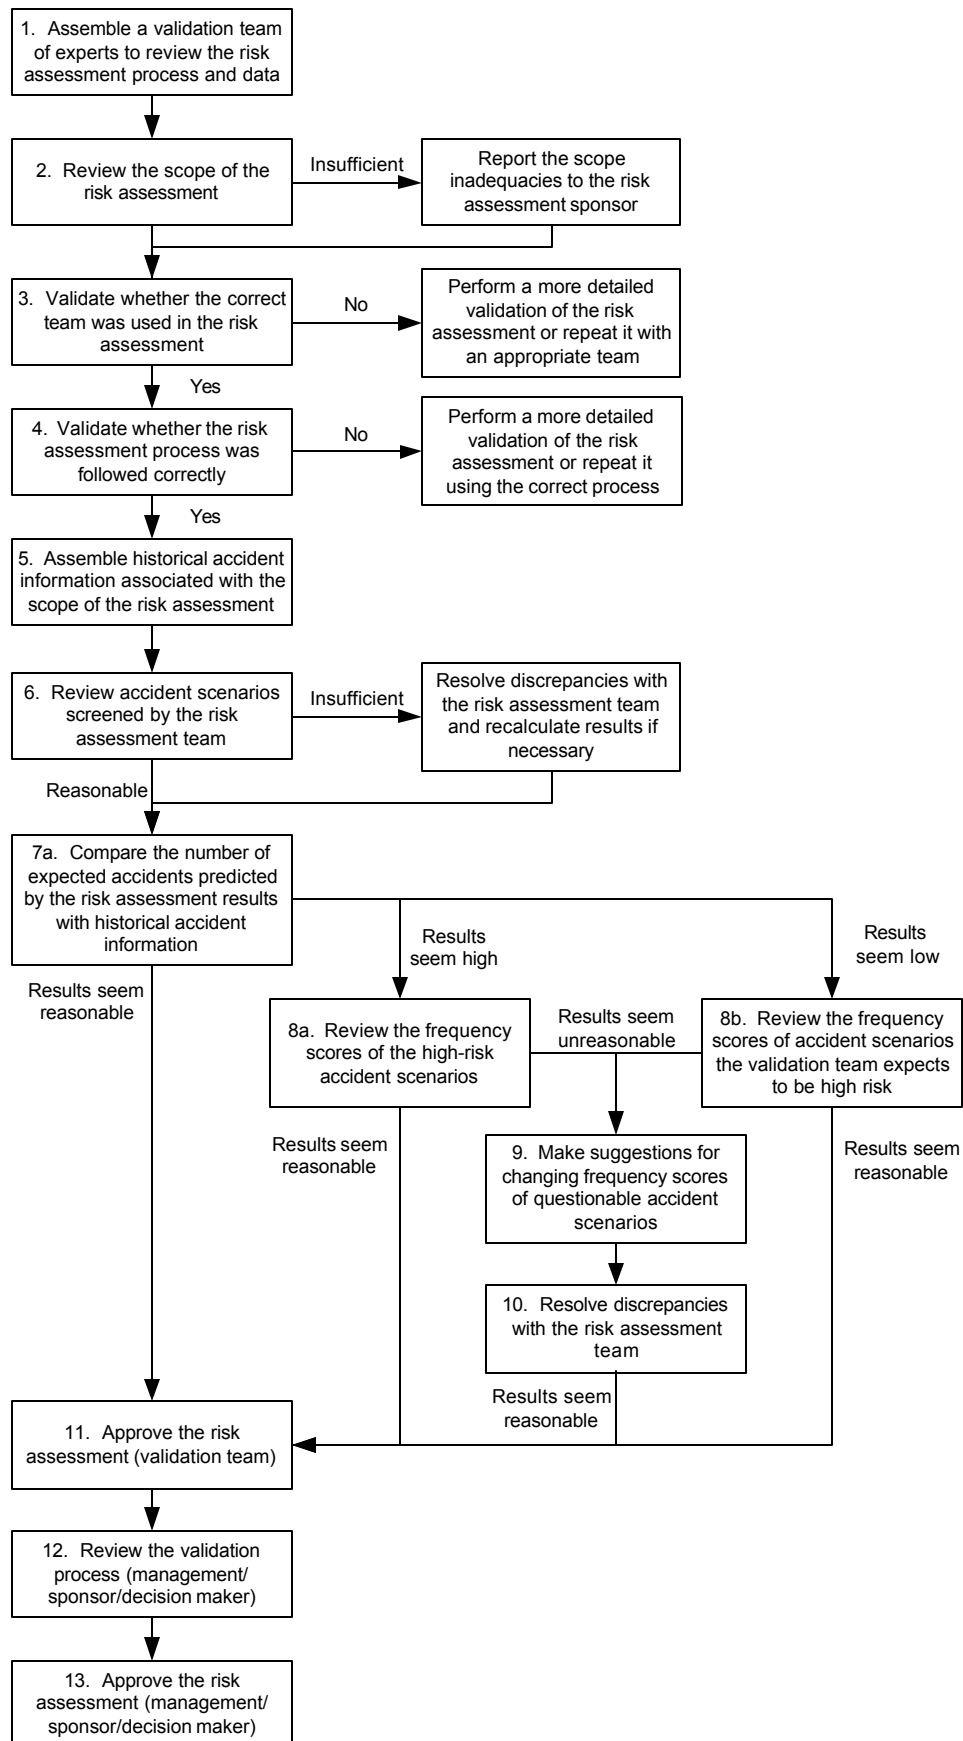 1. Assemble a validation team
of experts to review the risk
assessment process and data
2. Review the scope of the
risk assessment
Insufficient
Report the scope
inadequacies to the risk
assessment sponsor
3. Validate whether the correct
team was used in the risk
assessment
No
Perform a more detailed
validation of the risk
assessment or repeat it with
an appropriate team
Yes
4. Validate whether the risk
assessment process was
followed correctly
No
Perform a more detailed
validation of the risk
assessment or repeat it
using the correct process
Yes
5. Assemble historical accident
information associated with the
scope of the risk assessment
6. Review accident scenarios
screened by the risk
assessment team
Insufficient
Resolve discrepancies with
the risk assessment team
and recalculate results if
necessary
Reasonable
7a. Compare the number of
expected accidents predicted
by the risk assessment results
with historical accident
information
Results
seem high
Results
seem low
Results seem
reasonable
8a. Review the frequency
scores of the high-risk
accident scenarios
Results seem
unreasonable
8b. Review the frequency
scores of accident scenarios
the validation team expects
to be high risk
Results seem
reasonable
9. Make suggestions for
changing frequency scores
of questionable accident
scenarios
Results seem
reasonable
10. Resolve discrepancies
with the risk assessment
team
Results seem
reasonable
11. Approve the risk
assessment (validation team)
12. Review the validation
process (management/
sponsor/decision maker)
13. Approve the risk
assessment (management/
sponsor/decision maker)